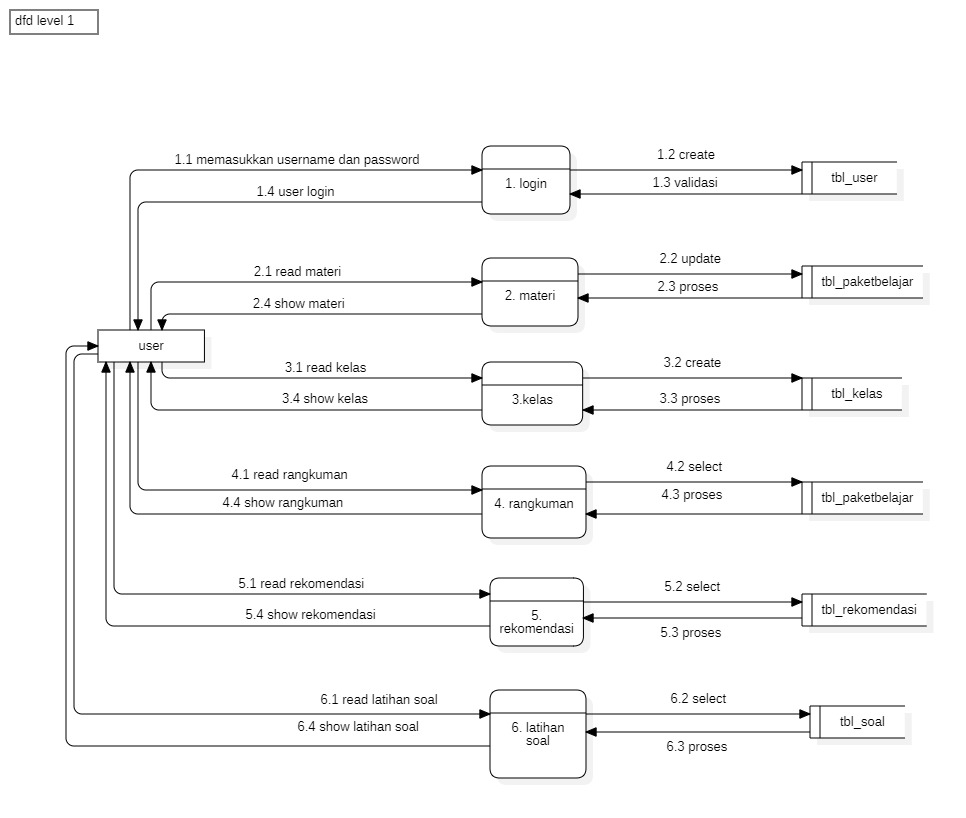 dfd level 1
1.1 memasukkan username dan password
1.2 create
1. login
tbl_user
1.3 validasi
1.4 user login
2.1 read materi
2.2 update
2. materi
tbl_paketbelajar
2.3 proses
2.4 show materi
user
3.1 read kelas
3.2 create
3.kelas
tbl_kelas
3.3 proses
3.4 show kelas
4.1 read rangkuman
4.2 select
4. rangkuman
tbl_paketbelajar
4.3 proses
4.4 show rangkuman
5.1 read rekomendasi
5.2 select
5.
rekomendasi
tbl_rekomendasi
5.3 proses
5.4 show rekomendasi
6.1 read latihan soal
6.2 select
6. latihan
soal
tbl_soal
6.3 proses
6.4 show latihan soal